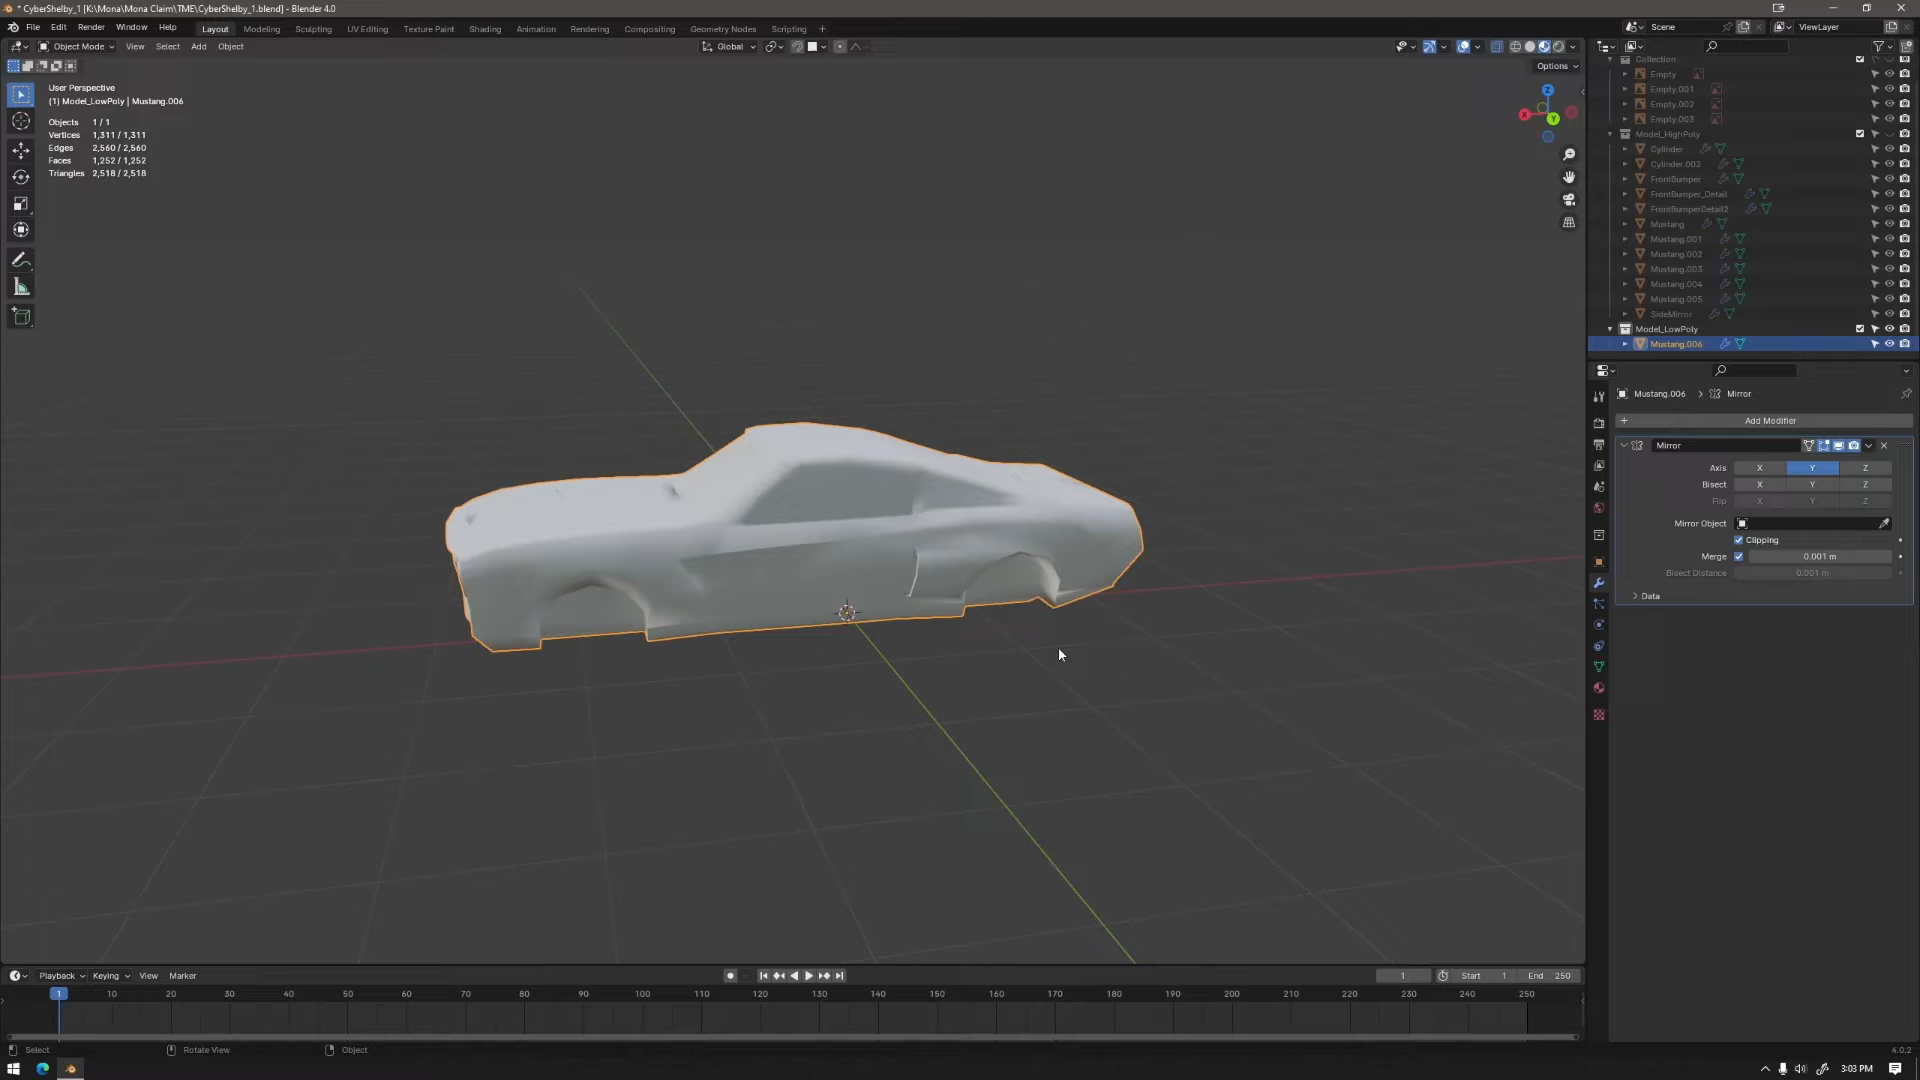 * CyberShelby_1 [K:\Mona\Mona Claim\TME\CyberShelby_1.blend] - Blender 4.0
File Edit Render Window Help Layout Modeling Sculpting UV Editing Texture Paint Shading Animation Rendering Compositing Geometry Nodes Scripting + Scene ViewLayer
Object Mode View Select Add Object Global
Options
User Perspective
(1) Model_LowPoly | Mustang.006
Objects 1 / 1
Vertices 1,311 / 1,311
Edges 2,560 / 2,560
Faces 1,252 / 1,252
Triangles 2,518 / 2,518
Z
X
Y
Collection
Empty
Empty.001
Empty.002
Empty.003
Model_HighPoly
Cylinder
Cylinder.002
FrontBumper
FrontBumper_Detail
FrontBumperDetail2
Mustang
Mustang.001
Mustang.002
Mustang.003
Mustang.004
Mustang.005
SideMirror
Model_LowPoly
Mustang.006
Mustang.006 > Mirror
+ Add Modifier
Mirror
Axis X Y Z
Bisect X Y Z
Flip X Y Z
Mirror Object
Clipping
Merge 0.001 m
Bisect Distance 0.001 m
Data
Playback Keying View Marker 1 Start 1 End 250
1 10 20 30 40 50 60 70 80 90 100 110 120 130 140 150 160 170 180 190 200 210 220 230 240 250
Select Rotate View Object 4.0.2
3:03 PM